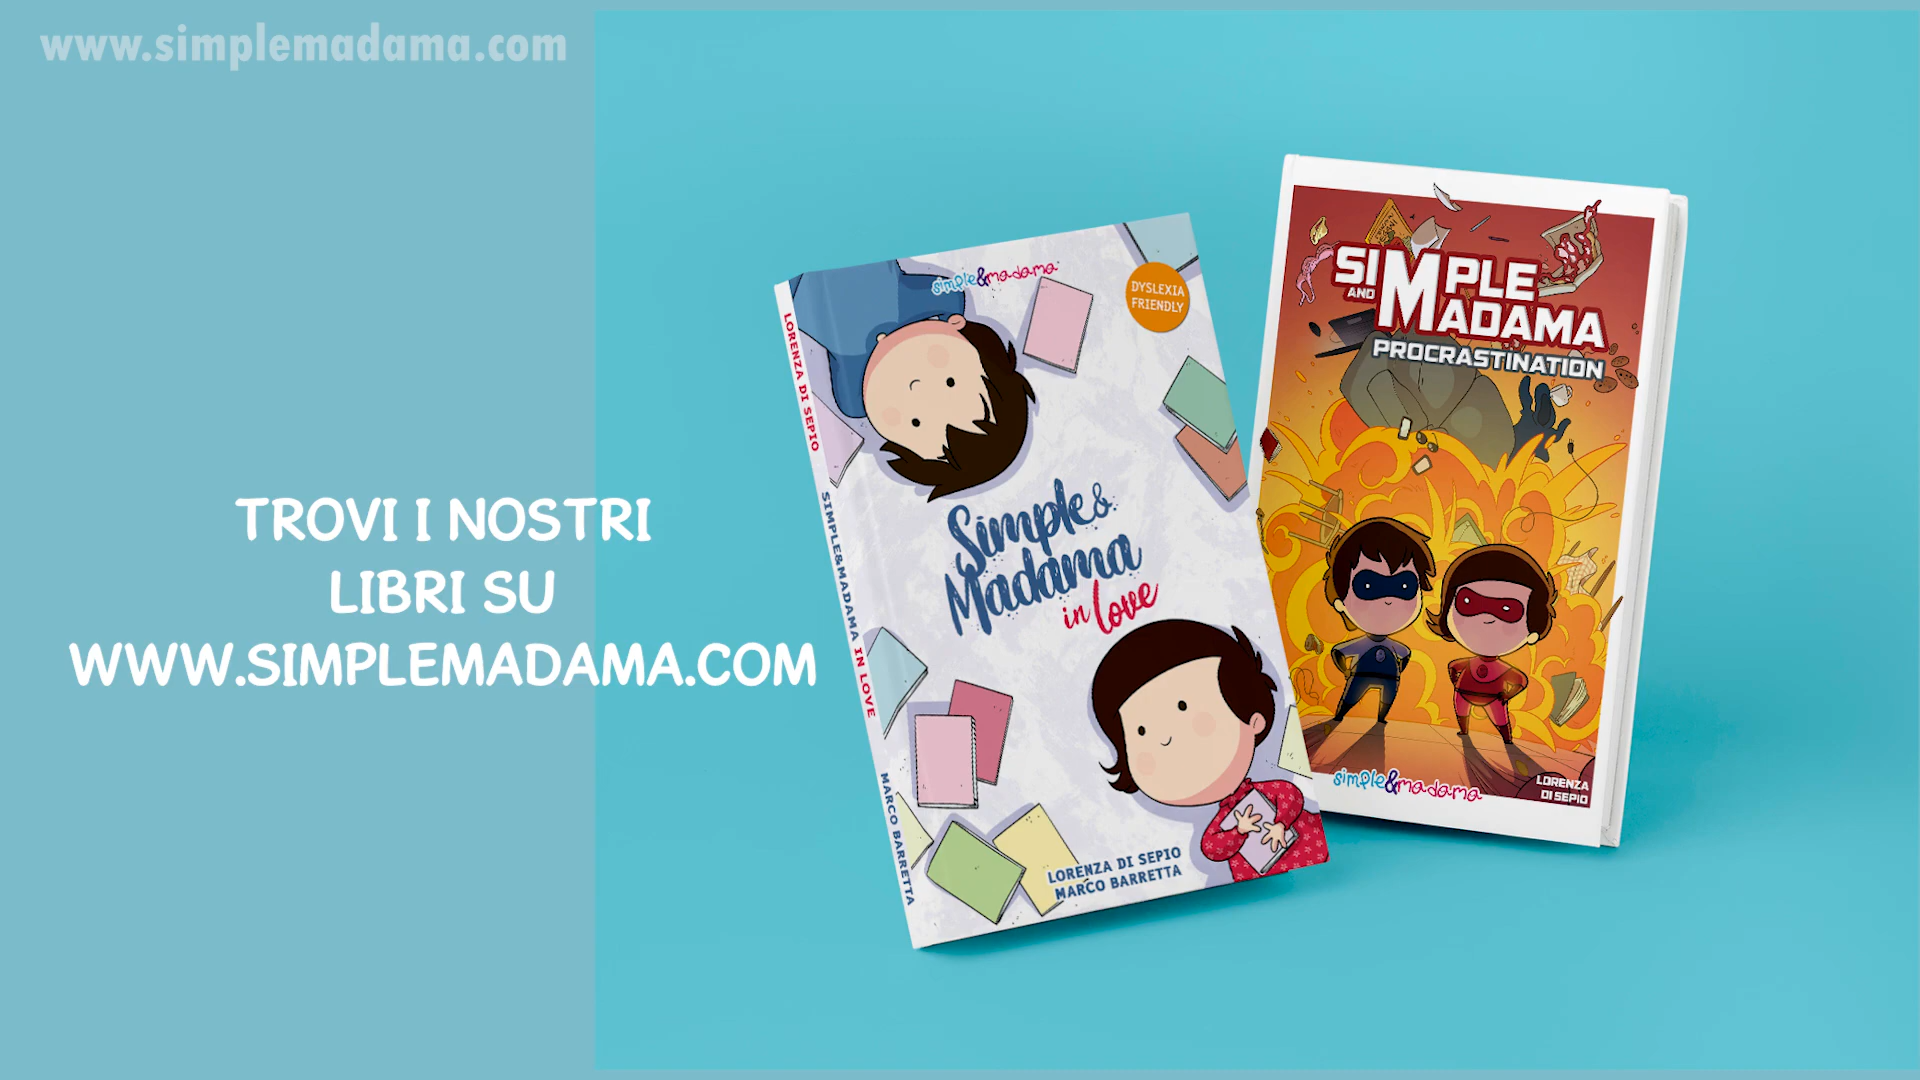 www.simplemadama.com
TROVI I NOSTRI
LIBRI SU
WWW.SIMPLEMADAMA.COM
LORENZA DI SEPIO
SIMPLE&MADAMA IN LOVE
MARCO BARRETTA
simple&madama
DYSLEXIA
FRIENDLY
Simple&
Madama
in love
LORENZA DI SEPIO
MARCO BARRETTA
SIMPLE
AND MADAMA
PROCRASTINATION
simple&madama
LORENZA
DI SEPIO